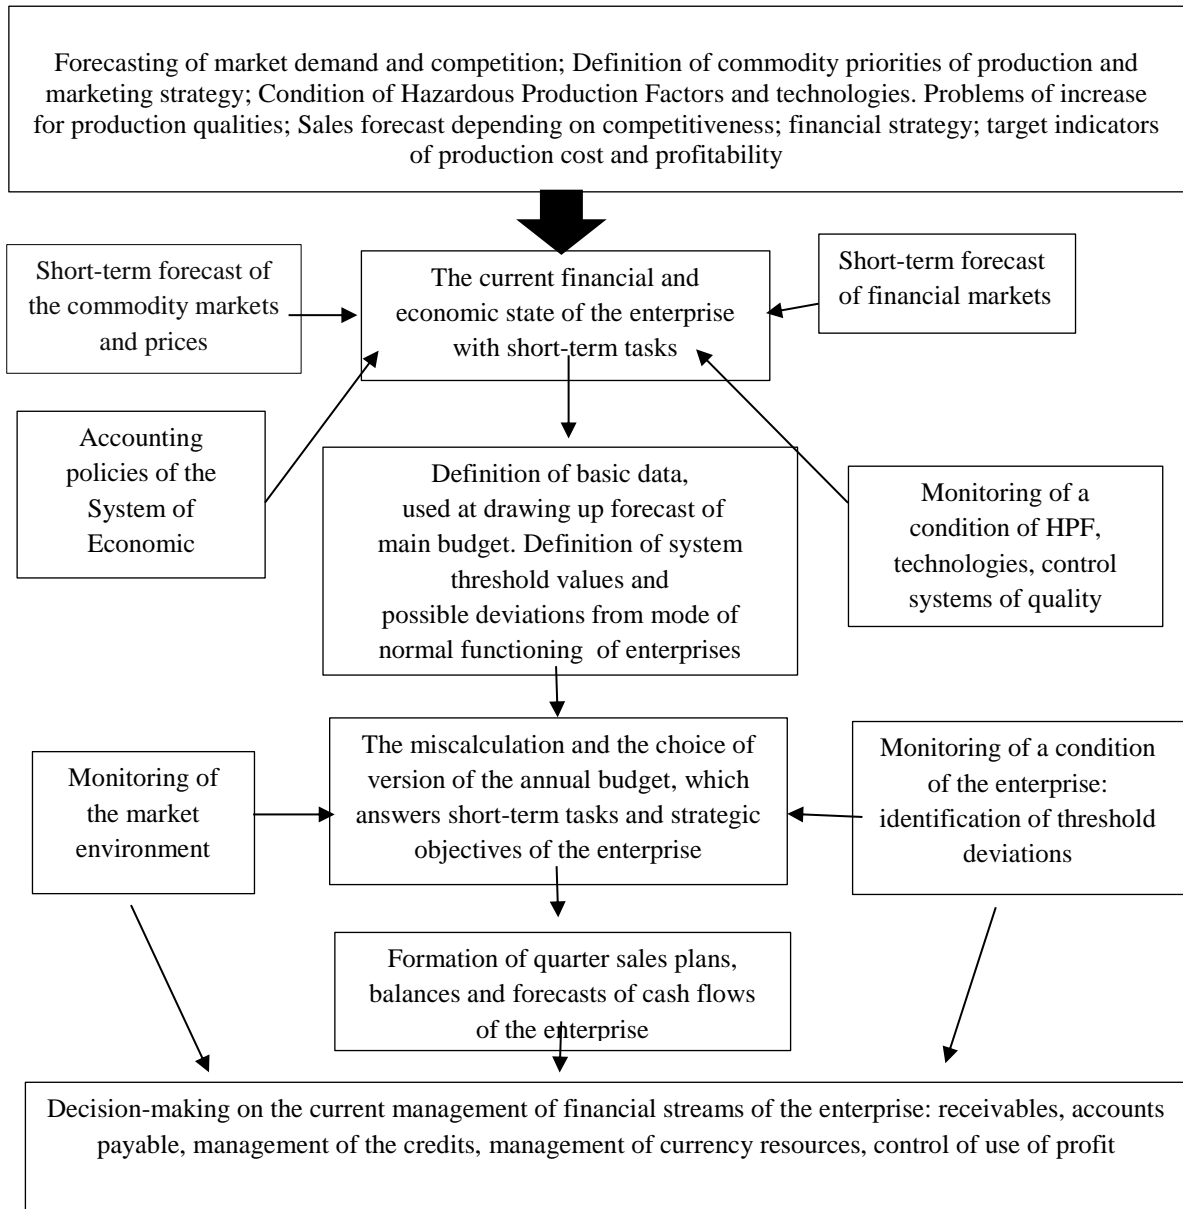 Forecasting of market demand and competition; Definition of commodity priorities of production and
marketing strategy; Condition of Hazardous Production Factors and technologies. Problems of increase
for production qualities; Sales forecast depending on competitiveness; financial strategy; target indicators
of production cost and profitability
Short-term forecast of
the commodity markets
and prices
The current financial and
economic state of the enterprise
with short-term tasks
Short-term forecast
of financial markets
Accounting
policies of the
System of
Economic
Definition of basic data,
used at drawing up forecast of
main budget. Definition of system
threshold values and
possible deviations from mode of
normal functioning of enterprises
Monitoring of a
condition of HPF,
technologies, control
systems of quality
Monitoring of
the market
environment
The miscalculation and the choice of
version of the annual budget, which
answers short-term tasks and strategic
objectives of the enterprise
Monitoring of a condition
of the enterprise:
identification of threshold
deviations
Formation of quarter sales plans,
balances and forecasts of cash flows
of the enterprise
Decision-making on the current management of financial streams of the enterprise: receivables, accounts
payable, management of the credits, management of currency resources, control of use of profit